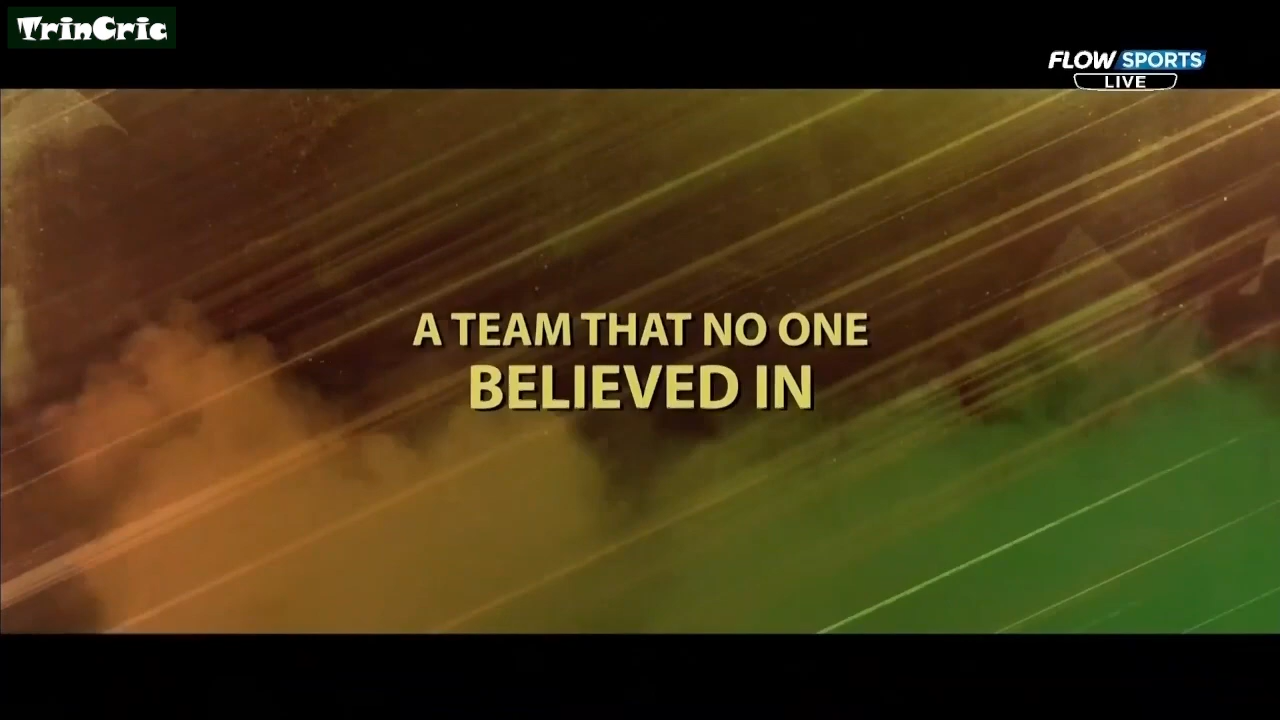 TrinCric
FLOW SPORTS
LIVE
A TEAM THAT NO ONE
BELIEVED IN